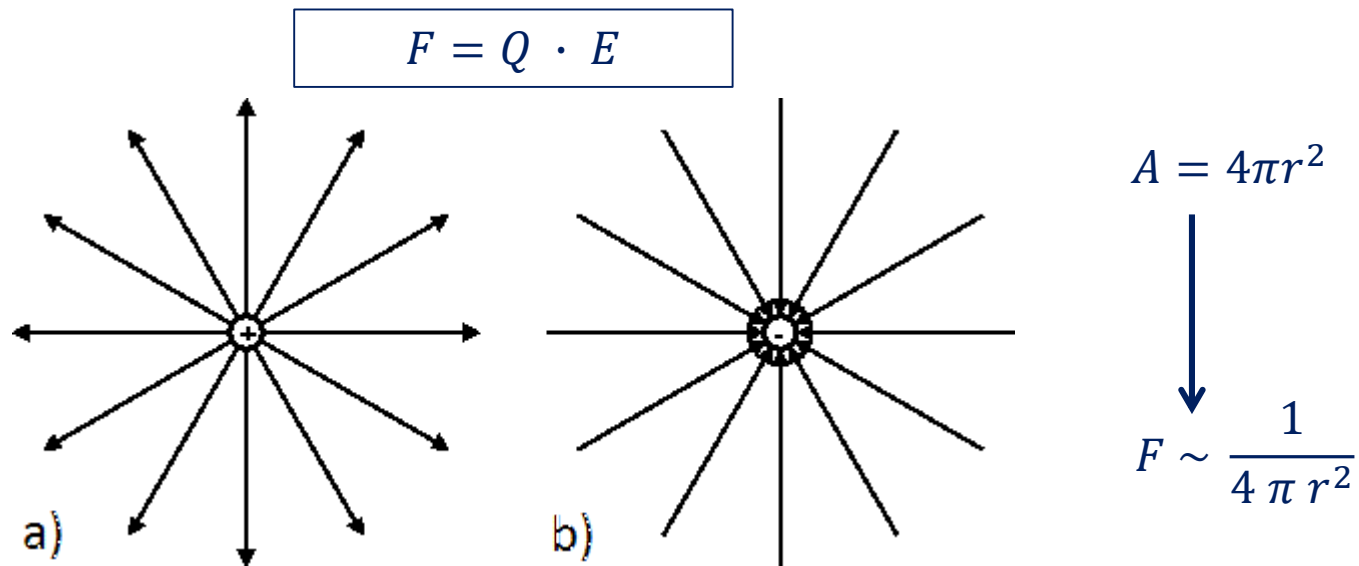 F = Q · E
+
-
a)
b)
A = 4πr²
F ~ 1 / 4 π r²